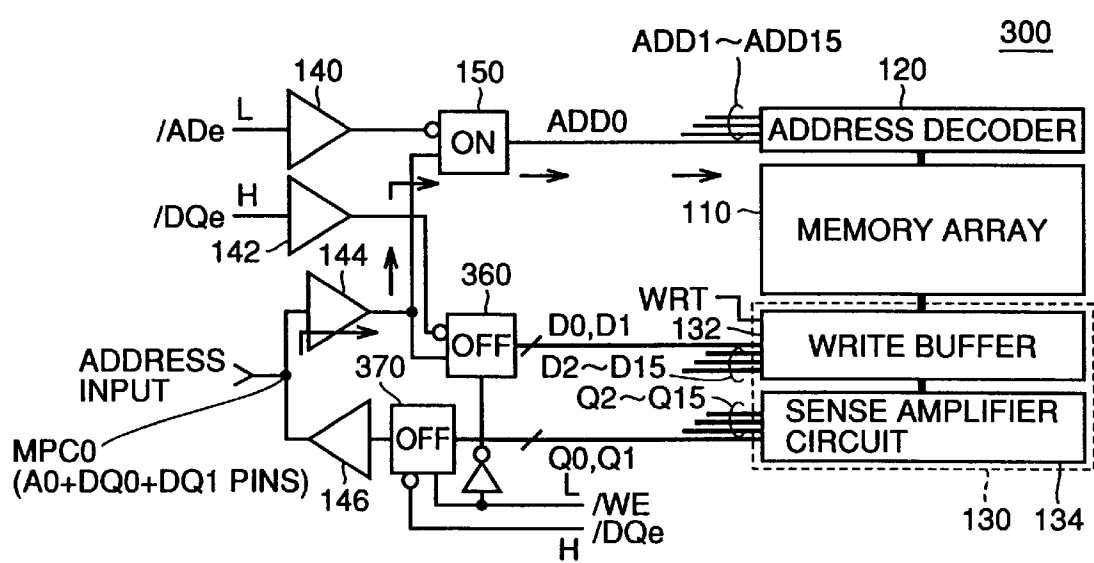 ADD1~ADD15
300
140
150
120
/ADe
L
ON
ADD0
ADDRESS DECODER
/DQe
H
142
110
MEMORY ARRAY
144
360
WRT
132
D0,D1
OFF
WRITE BUFFER
ADDRESS
INPUT
370
D2~D15
Q2~Q15
OFF
SENSE AMPLIFIER
CIRCUIT
Q0,Q1
MPC0
(A0+DQ0+DQ1 PINS)
146
L
/WE
/DQe
H
130
134